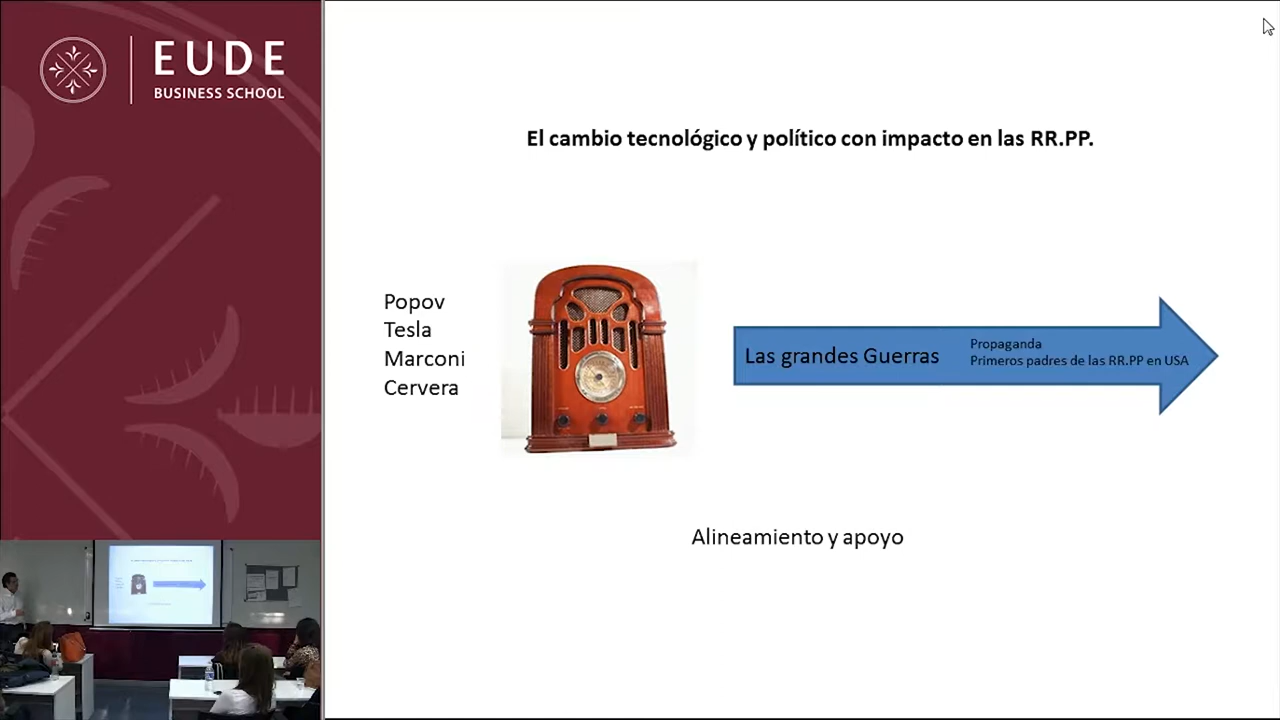 EUDE
BUSINESS SCHOOL
El cambio tecnológico y político con impacto en las RR.PP.
Popov
Tesla
Marconi
Cervera
Las grandes Guerras
Propaganda
Primeros padres de las RR.PP en USA
Alineamiento y apoyo